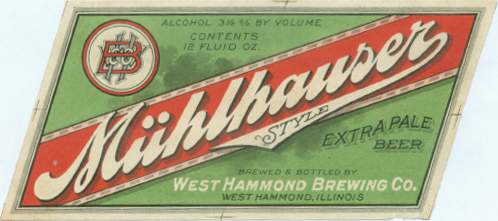 ALCOHOL 3½ % BY VOLUME
CONTENTS
12 FLUID OZ.
WHB
Mühlhauser
STYLE
EXTRA PALE
BEER
BREWED & BOTTLED BY
WEST HAMMOND BREWING CO.
WEST HAMMOND, ILLINOIS